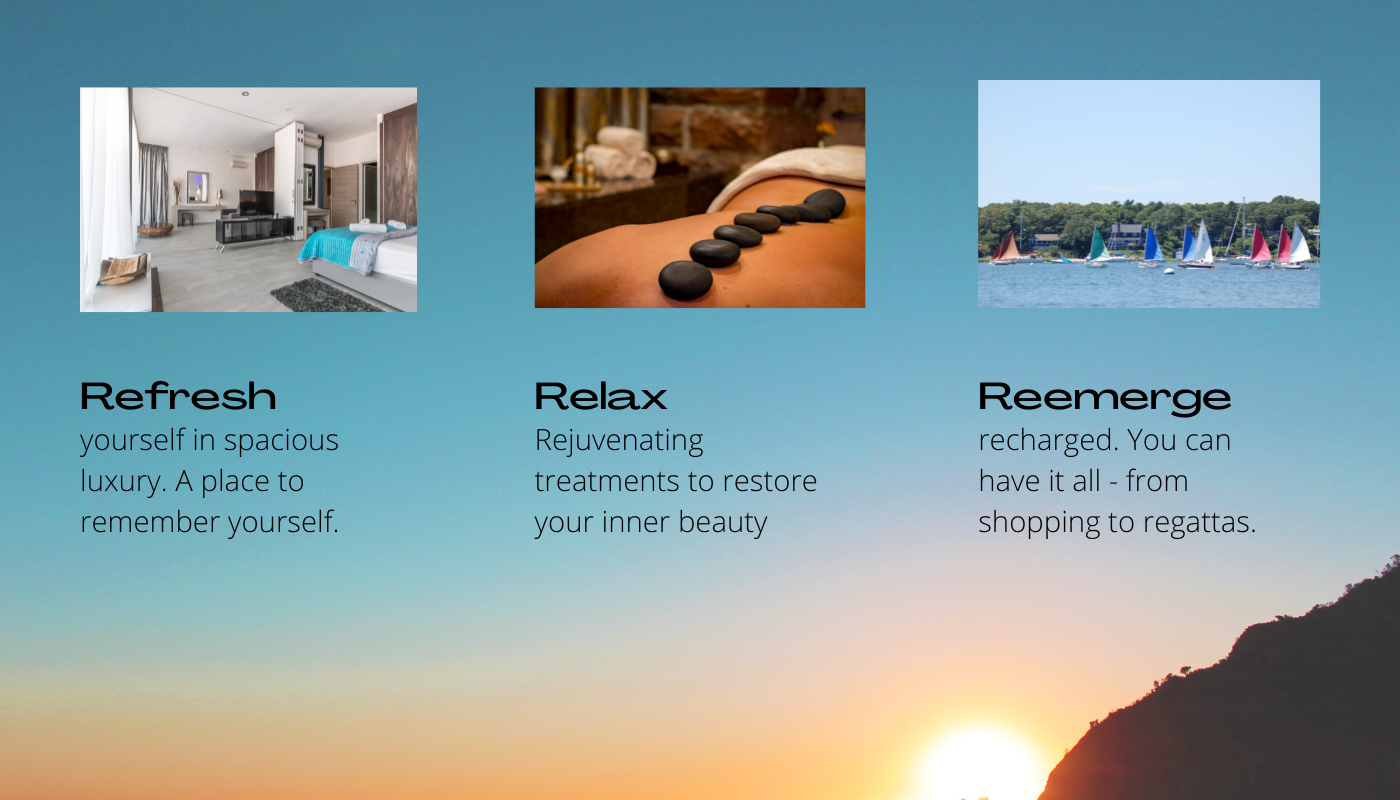 Refresh
yourself in spacious
luxury. A place to
remember yourself.
Relax
Rejuvenating
treatments to restore
your inner beauty
Reemerge
recharged. You can
have it all - from
shopping to regattas.